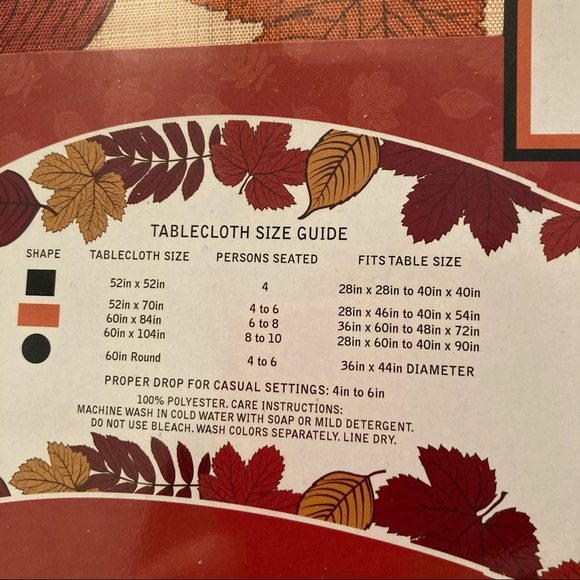 TABLECLOTH SIZE GUIDE
SHAPE TABLECLOTH SIZE PERSONS SEATED FITS TABLE SIZE
52in x 52in 4 28in x 28in to 40in x 40in
52in x 70in 4 to 6 28in x 46in to 40in x 54in
60in x 84in 6 to 8 36in x 60in to 48in x 72in
60in x 104in 8 to 10 28in x 60in to 40in x 90in
60in Round 4 to 6 36in x 44in DIAMETER
PROPER DROP FOR CASUAL SETTINGS: 4in to 6in
100% POLYESTER. CARE INSTRUCTIONS:
MACHINE WASH IN COLD WATER WITH SOAP OR MILD DETERGENT.
DO NOT USE BLEACH. WASH COLORS SEPARATELY. LINE DRY.